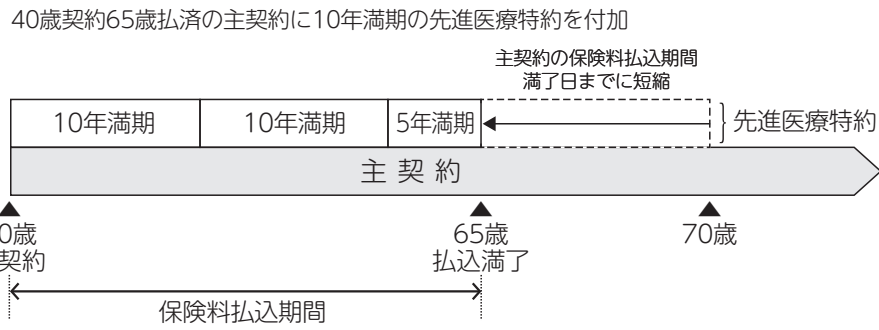 40歳契約65歳払済の主契約に10年満期の先進医療特約を付加
主契約の保険料払込期間
満了日までに短縮
10年満期
10年満期
5年満期
先進医療特約
主契約
0歳
契約
65歳
払込満了
70歳
保険料払込期間